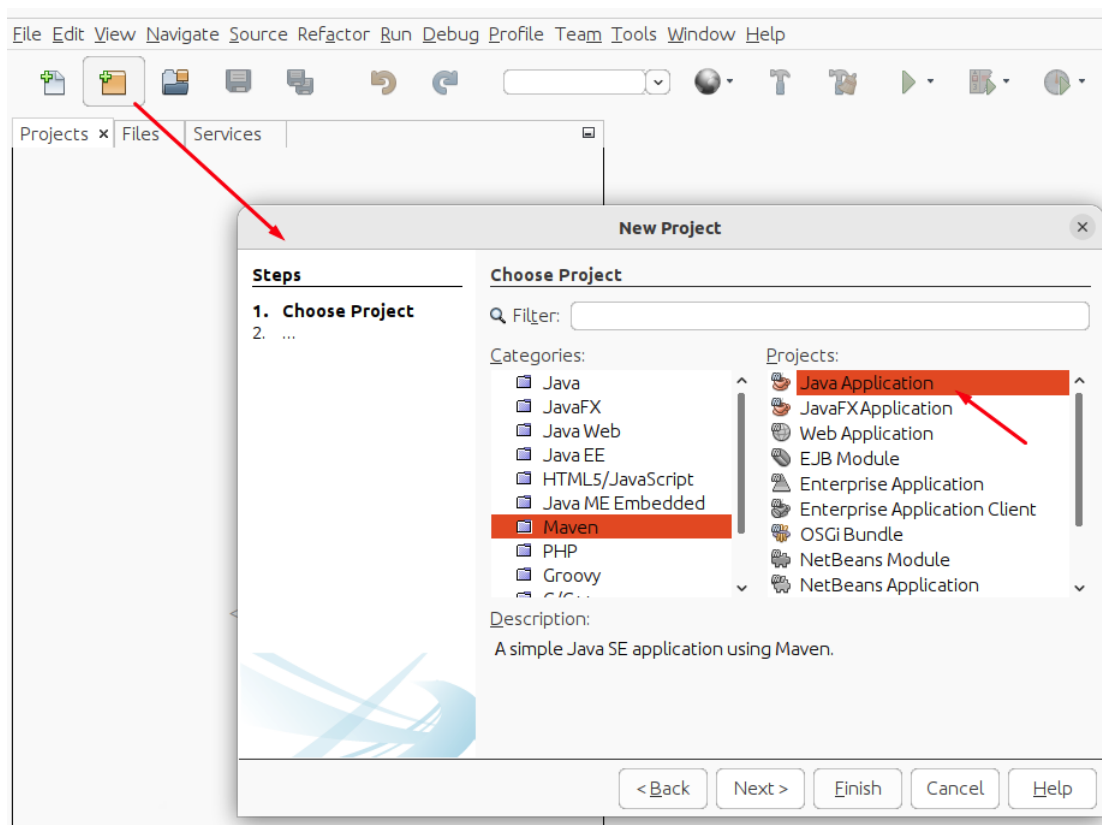 File Edit View Navigate Source Refactor Run Debug Profile Team Tools Window Help
Projects × Files Services
New Project
Steps
1. Choose Project
2. ...
Choose Project
Filter:
Categories:
Java
JavaFX
Java Web
Java EE
HTML5/JavaScript
Java ME Embedded
Maven
PHP
Groovy
C/C++
Projects:
Java Application
JavaFX Application
Web Application
EJB Module
Enterprise Application
Enterprise Application Client
OSGi Bundle
NetBeans Module
NetBeans Application
Description:
A simple Java SE application using Maven.
< Back Next > Finish Cancel Help